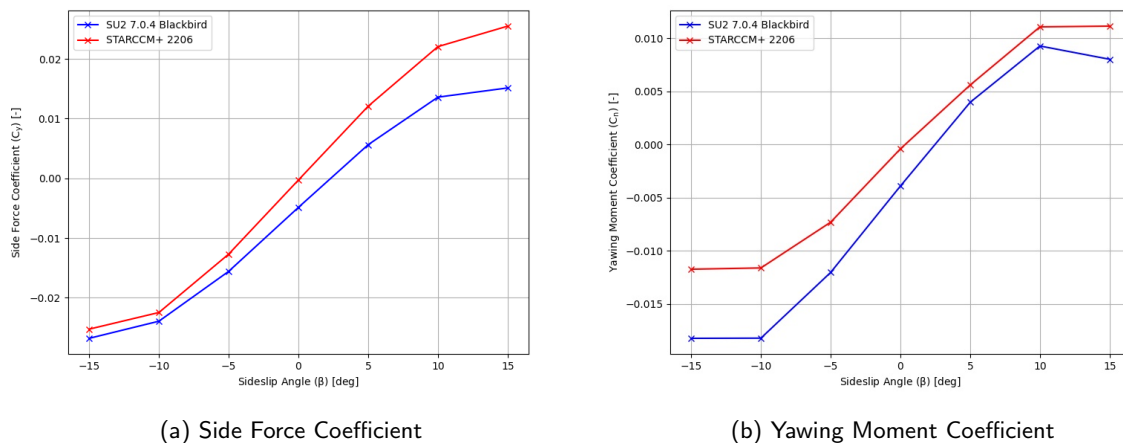 SU2 7.0.4 Blackbird
STARCCM+ 2206
0.02
0.01
0.00
−0.01
−0.02
Side Force Coefficient (Cy) [-]
−15
−10
−5
0
5
10
15
Sideslip Angle (β) [deg]
(a) Side Force Coefficient
SU2 7.0.4 Blackbird
STARCCM+ 2206
0.010
0.005
0.000
−0.005
−0.010
−0.015
Yawing Moment Coefficient (Cn) [-]
−15
−10
−5
0
5
10
15
Sideslip Angle (β) [deg]
(b) Yawing Moment Coefficient